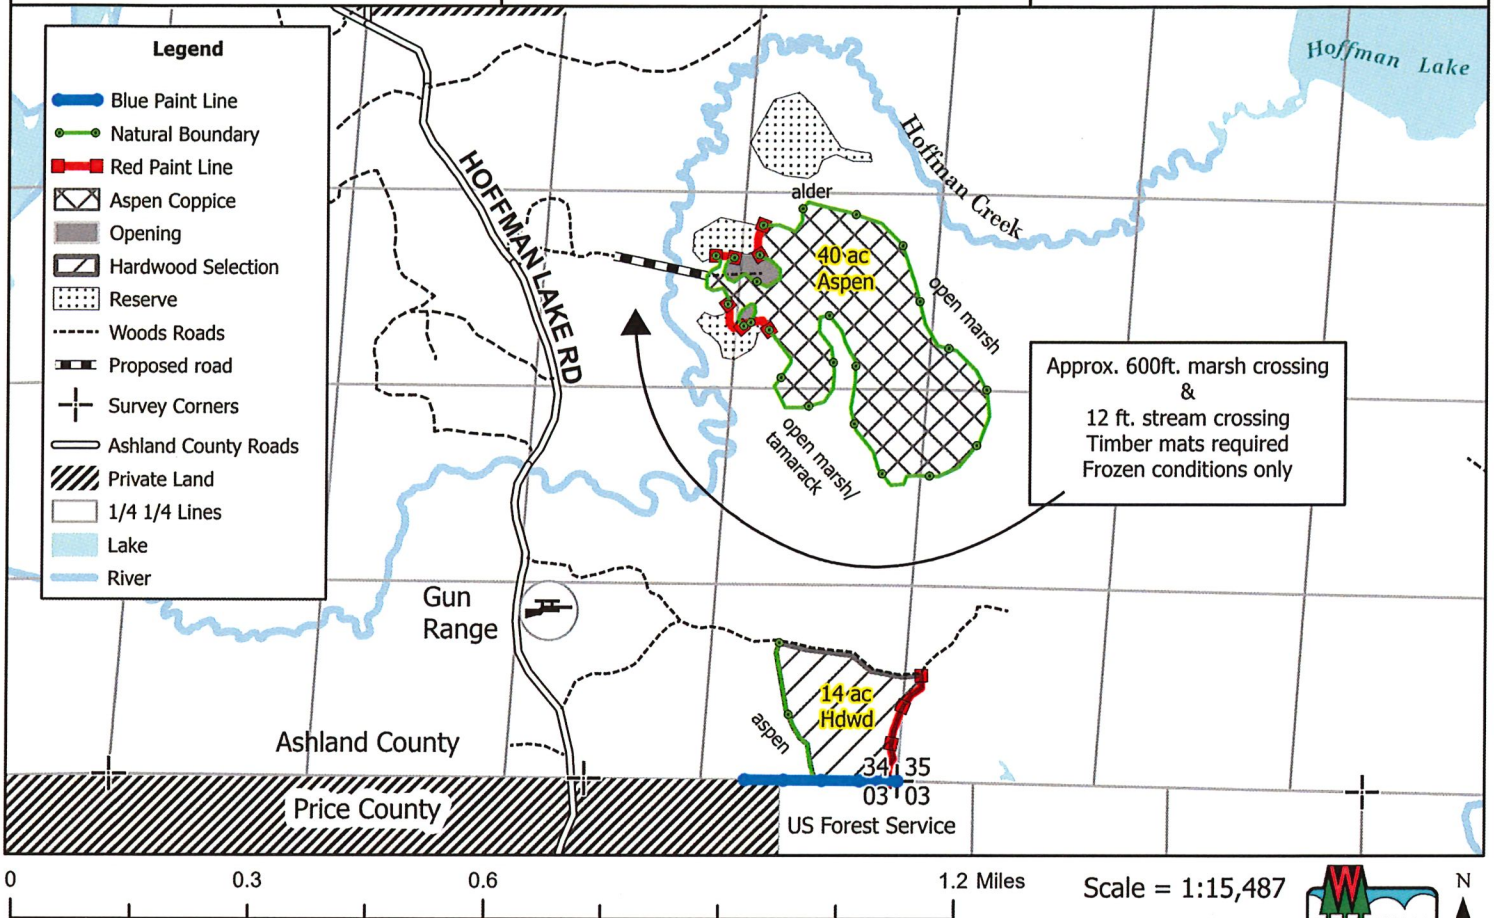 Legend
Blue Paint Line
Natural Boundary
Red Paint Line
Aspen Coppice
Opening
Hardwood Selection
Reserve
Woods Roads
Proposed road
Survey Corners
Ashland County Roads
Private Land
1/4 1/4 Lines
Lake
River
Hoffman Lake
Hoffman Creek
HOFFMAN LAKE RD
alder
40 ac
Aspen
open marsh
open marsh/
tamarack
Approx. 600ft. marsh crossing
&
12 ft. stream crossing
Timber mats required
Frozen conditions only
Gun
Range
14 ac
Hdwd
aspen
Ashland County
Price County
34 35
03 03
US Forest Service
0 0.3 0.6 1.2 Miles
Scale = 1:15,487
W
N